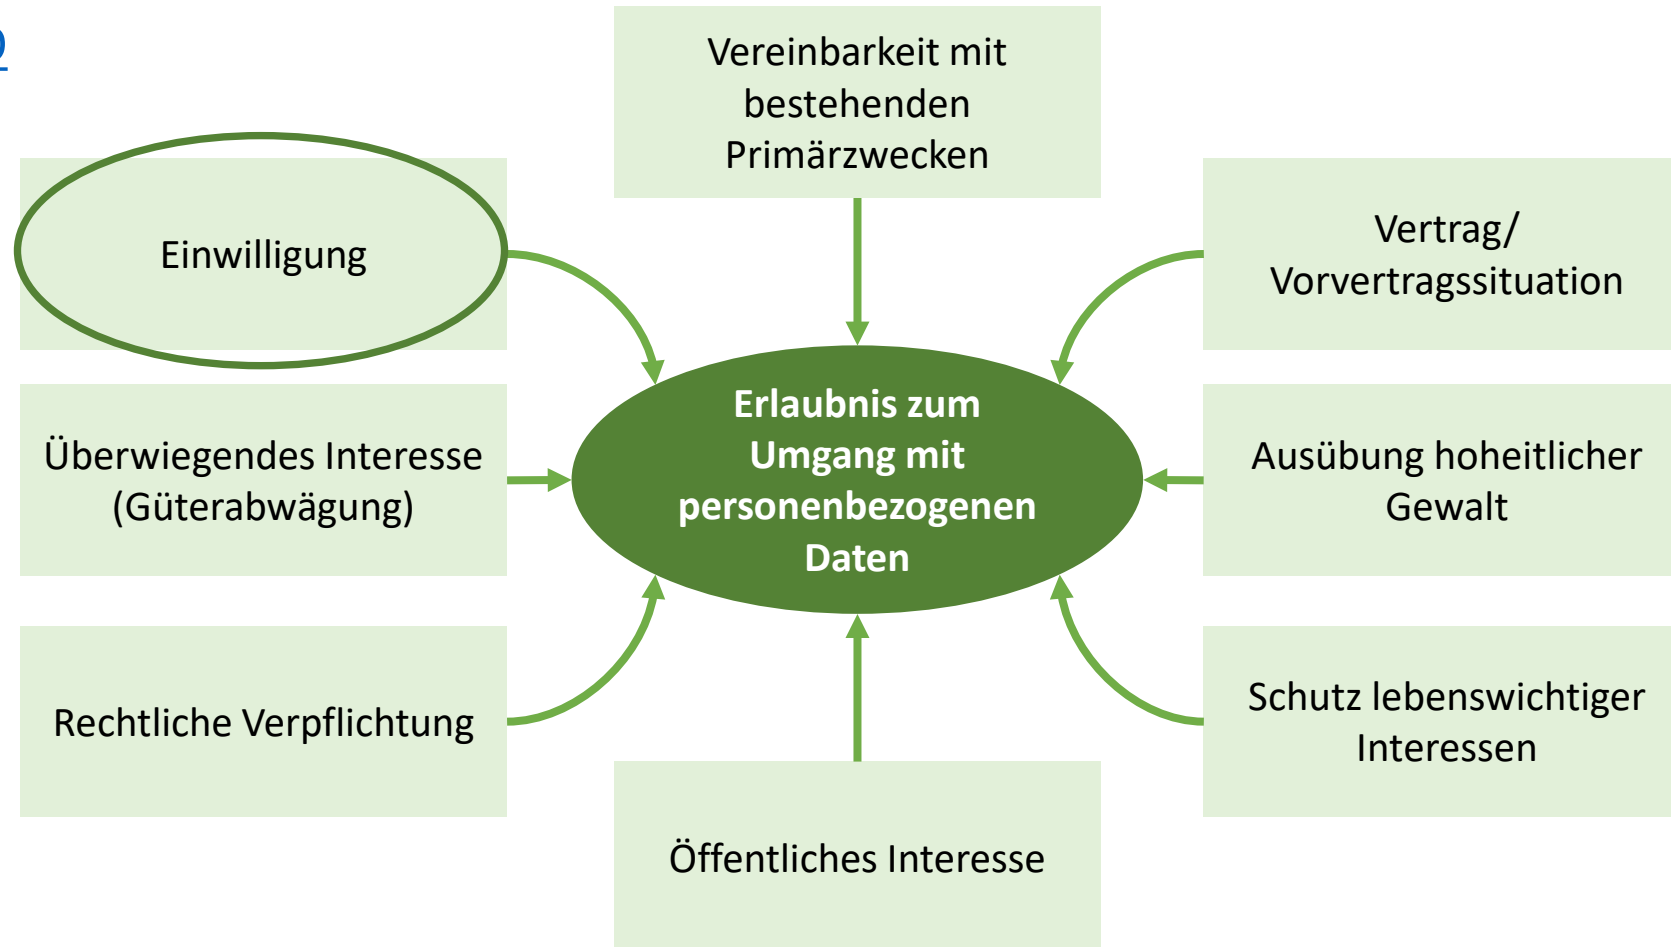 Vereinbarkeit mit
bestehenden
Primärzwecken
Einwilligung
Vertrag/
Vorvertragssituation
Überwiegendes Interesse
(Güterabwägung)
Erlaubnis zum
Umgang mit
personenbezogenen
Daten
Ausübung hoheitlicher
Gewalt
Rechtliche Verpflichtung
Schutz lebenswichtiger
Interessen
Öffentliches Interesse